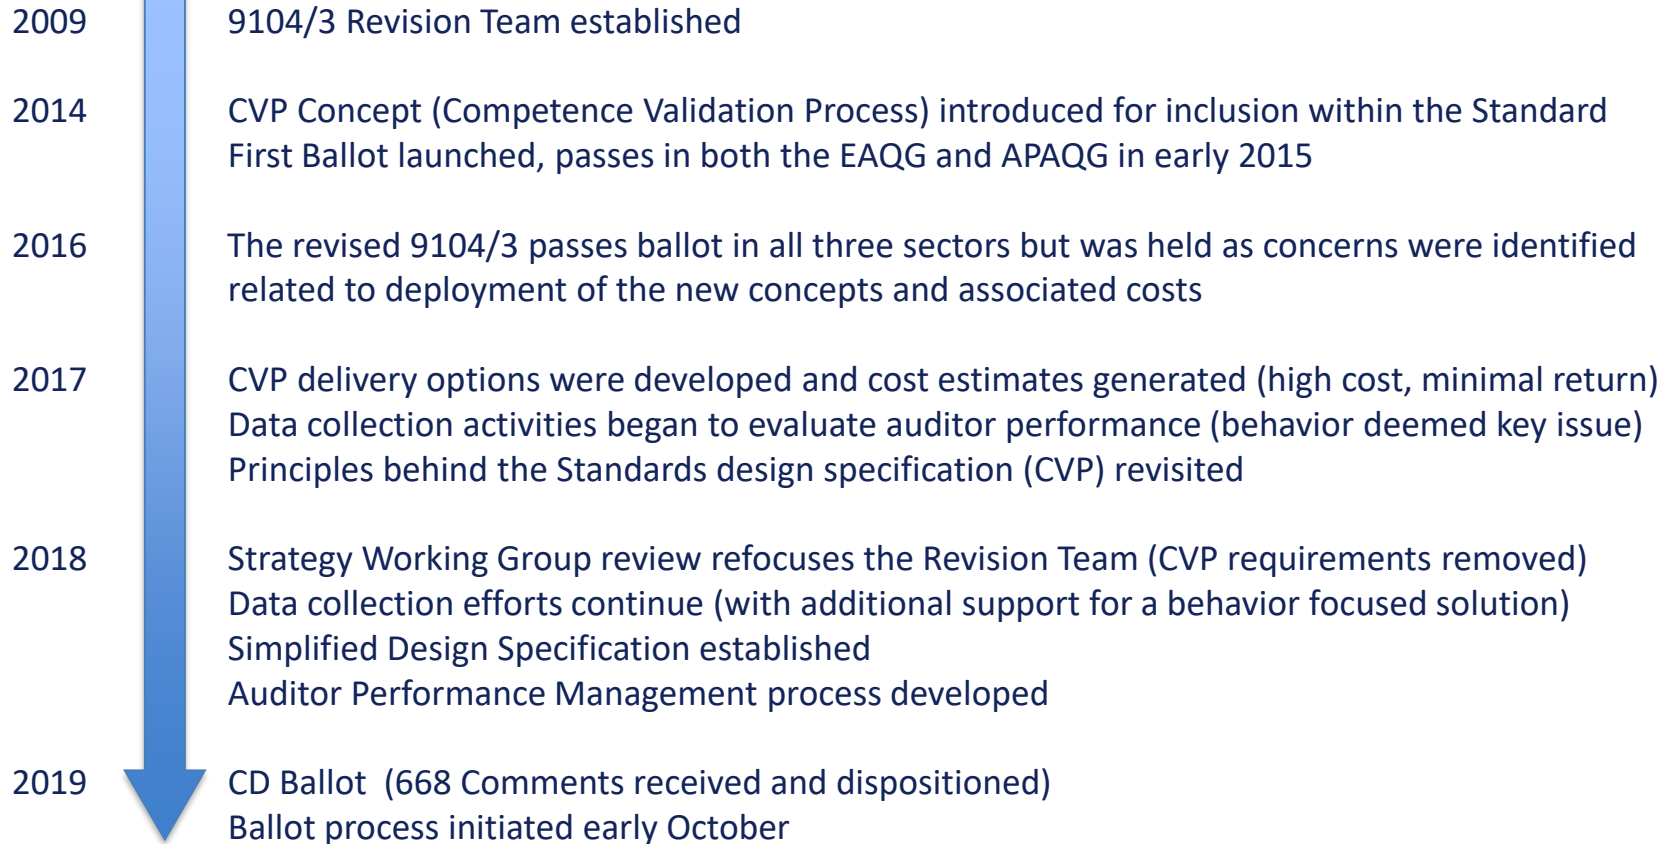 2009 9104/3 Revision Team established
2014 CVP Concept (Competence Validation Process) introduced for inclusion within the Standard
First Ballot launched, passes in both the EAQG and APAQG in early 2015
2016 The revised 9104/3 passes ballot in all three sectors but was held as concerns were identified
related to deployment of the new concepts and associated costs
2017 CVP delivery options were developed and cost estimates generated (high cost, minimal return)
Data collection activities began to evaluate auditor performance (behavior deemed key issue)
Principles behind the Standards design specification (CVP) revisited
2018 Strategy Working Group review refocuses the Revision Team (CVP requirements removed)
Data collection efforts continue (with additional support for a behavior focused solution)
Simplified Design Specification established
Auditor Performance Management process developed
2019 CD Ballot (668 Comments received and dispositioned)
Ballot process initiated early October